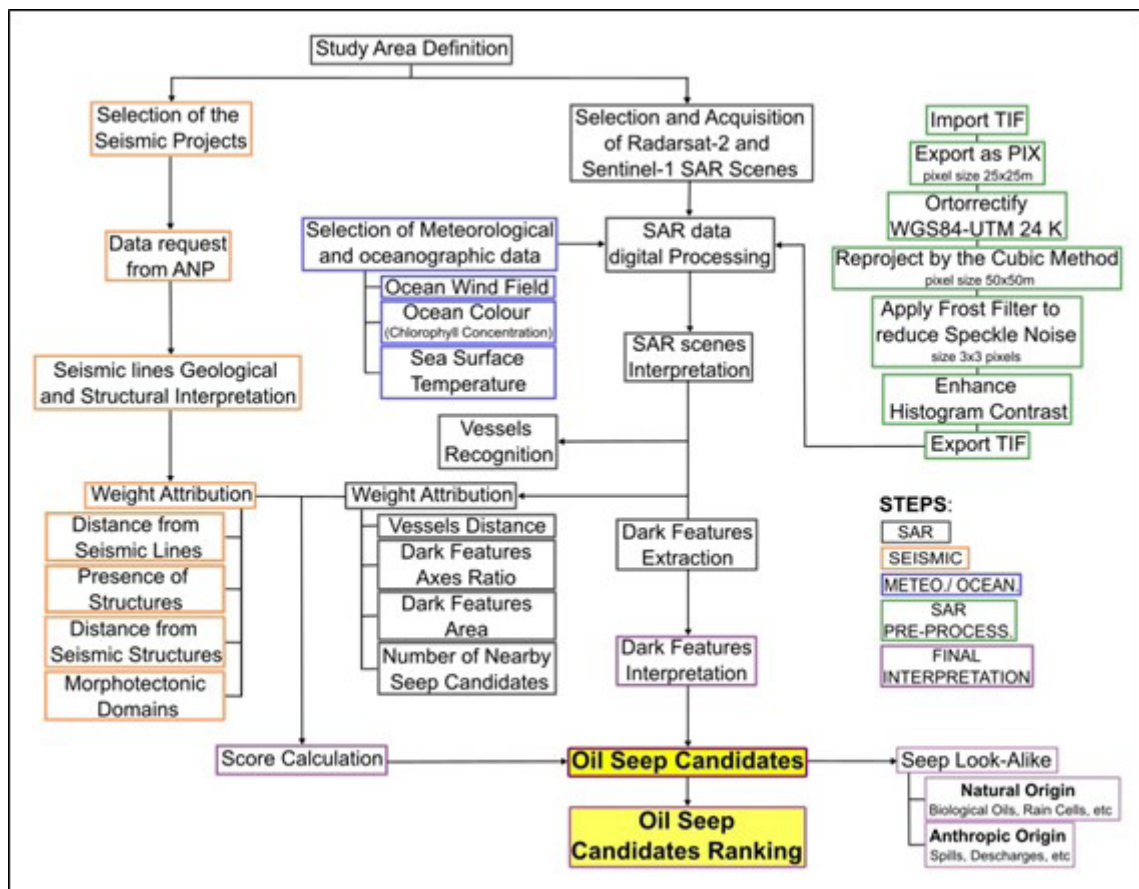 Study Area Definition
Selection of the
Seismic Projects
Data request
from ANP
Seismic lines Geological
and Structural Interpretation
Weight Attribution
Distance from
Seismic Lines
Presence of
Structures
Distance from
Seismic Structures
Morphotectonic
Domains
Selection and Acquisition
of Radarsat-2 and
Sentinel-1 SAR Scenes
Selection of Meteorological
and oceanographic data
Ocean Wind Field
Ocean Colour
(Chlorophyll Concentration)
Sea Surface
Temperature
SAR data
digital Processing
SAR scenes
Interpretation
Vessels
Recognition
Weight Attribution
Vessels Distance
Dark Features
Axes Ratio
Dark Features
Area
Number of Nearby
Seep Candidates
Dark Features
Extraction
Dark Features
Interpretation
Import TIF
Export as PIX
pixel size 25x25m
Ortorrectify
WGS84-UTM 24 K
Reproject by the Cubic Method
pixel size 50x50m
Apply Frost Filter to
reduce Speckle Noise
size 3x3 pixels
Enhance
Histogram Contrast
Export TIF
STEPS:
SAR
SEISMIC
METEO./ OCEAN.
SAR
PRE-PROCESS.
FINAL
INTERPRETATION
Score Calculation
Oil Seep Candidates
Seep Look-Alike
Natural Origin
Biological Oils, Rain Cells, etc
Anthropic Origin
Spills, Descharges, etc
Oil Seep
Candidates Ranking